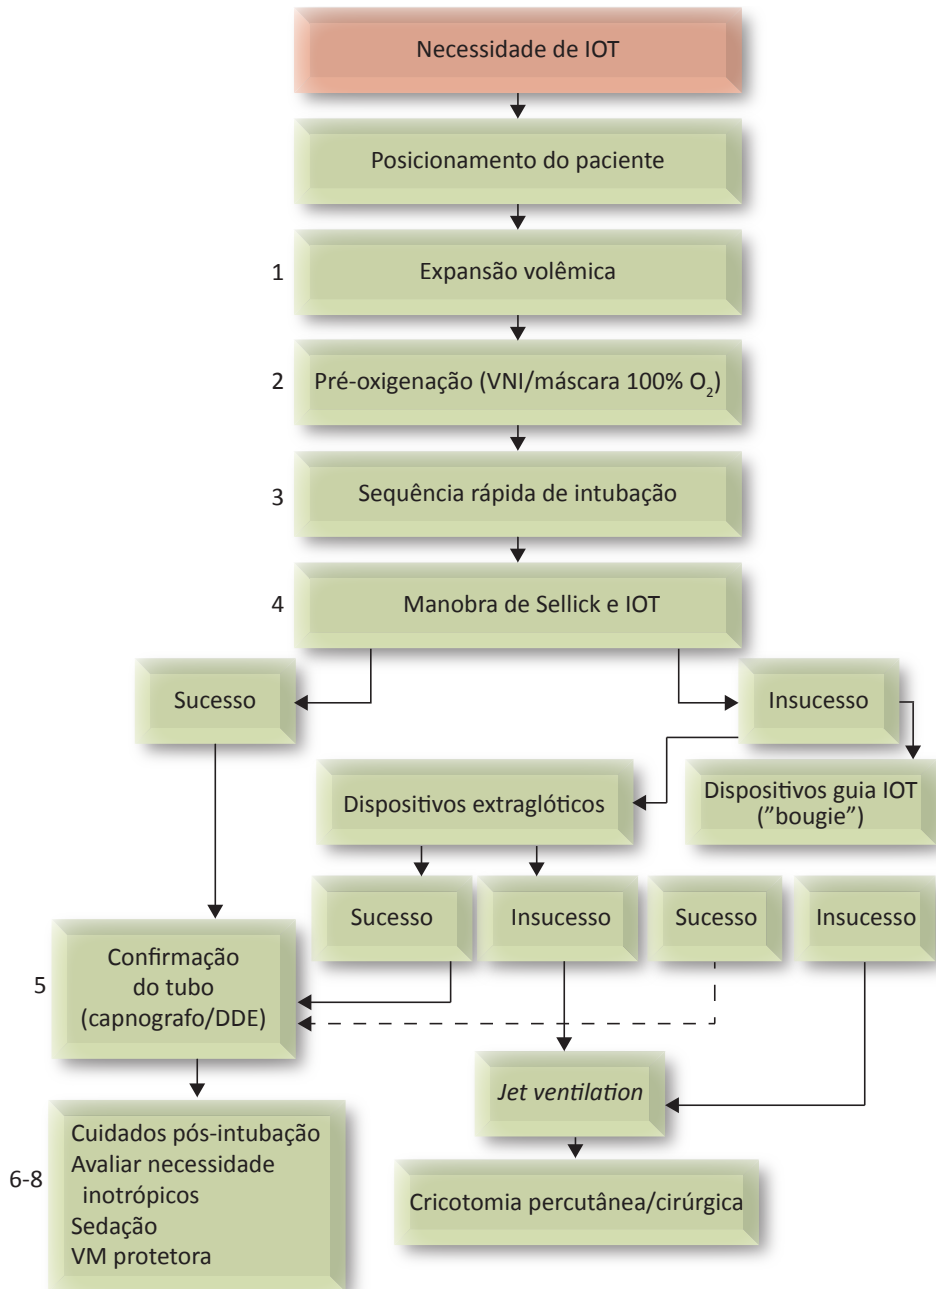 Necessidade de IOT
Posicionamento do paciente
1
Expansão volêmica
2
Pré-oxigenação (VNI/máscara 100% O₂)
3
Sequência rápida de intubação
4
Manobra de Sellick e IOT
Sucesso
Insucesso
Dispositivos extraglóticos
Dispositivos guia IOT
("bougie")
Sucesso
Insucesso
Sucesso
Insucesso
5
Confirmação
do tubo
(capnografo/DDE)
Jet ventilation
6-8
Cuidados pós-intubação
Avaliar necessidade
inotrópicos
Sedação
VM protetora
Cricotomia percutânea/cirúrgica